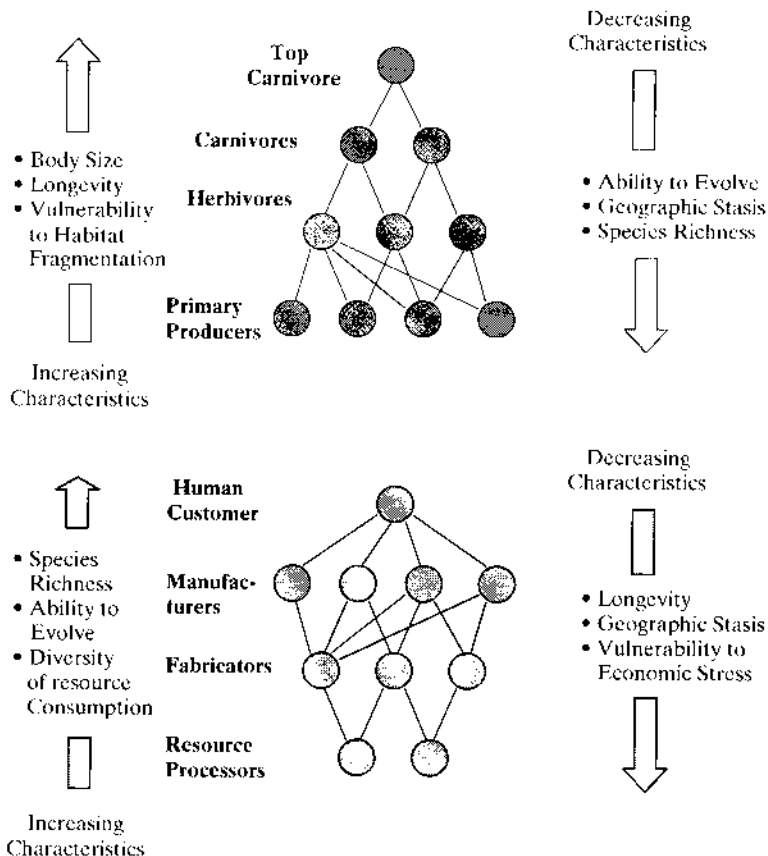 Decreasing
Characteristics
Top
Carnivore
Carnivores
• Body Size
• Longevity
• Vulnerability
to Habitat
Fragmentation
Herbivores
• Ability to Evolve
• Geographic Stasis
• Species Richness
Primary
Producers
Increasing
Characteristics
Decreasing
Characteristics
Human
Customer
• Species
Richness
• Ability to
Evolve
• Diversity
of resource
Consumption
Manufac-
turers
• Longevity
• Geographic Stasis
• Vulnerability to
Economic Stress
Fabricators
Resource
Processors
Increasing
Characteristics